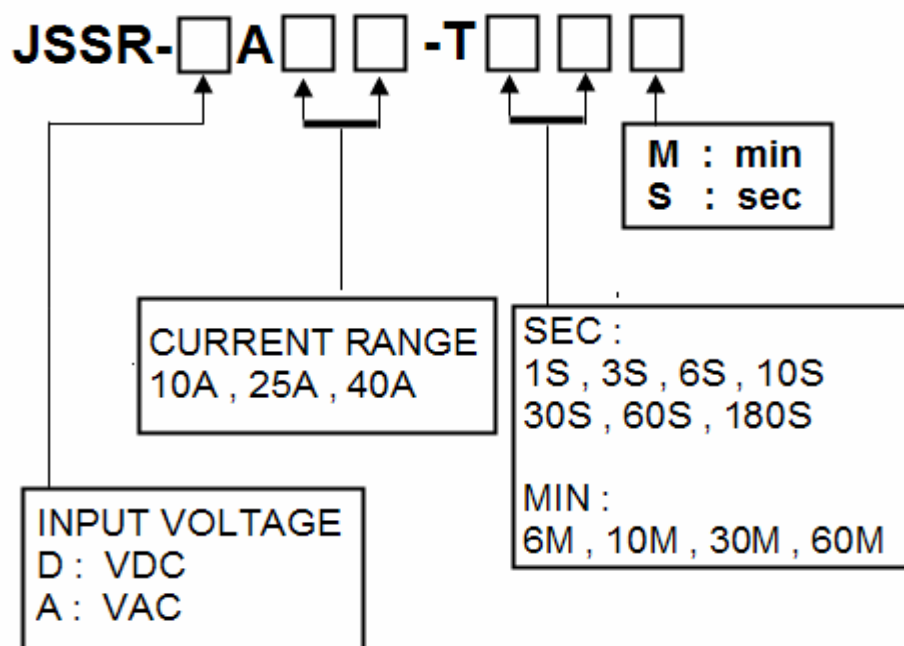 JSSR-□A□□-T□□□
M : min
S : sec
CURRENT RANGE
10A , 25A , 40A
SEC :
1S , 3S , 6S , 10S
30S , 60S , 180S
MIN :
6M , 10M , 30M , 60M
INPUT VOLTAGE
D : VDC
A : VAC